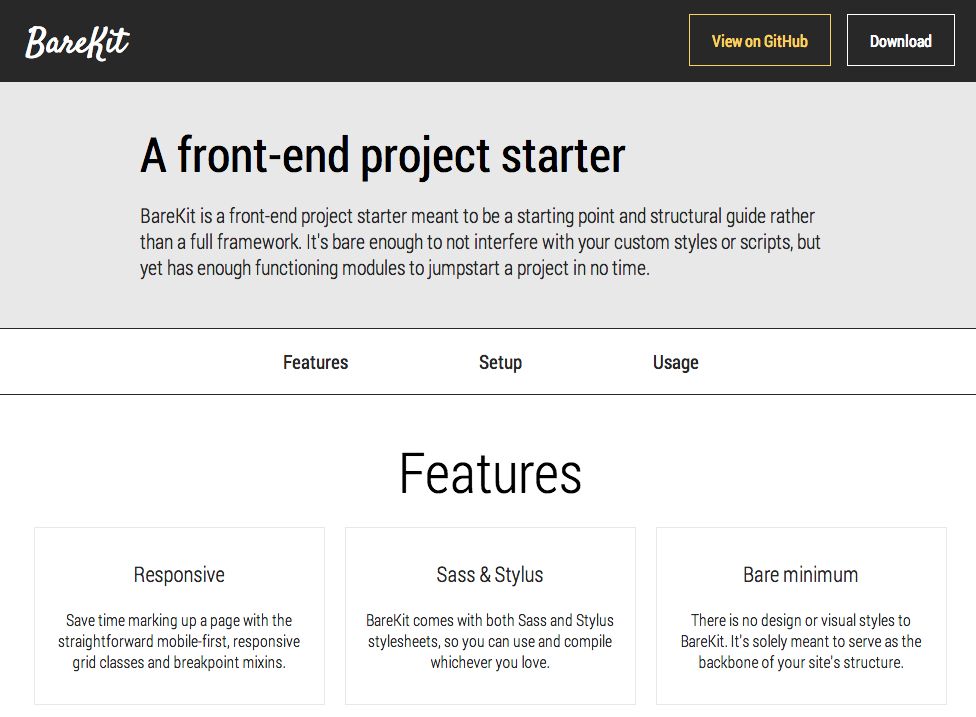 BareKit
View on GitHub
Download
A front-end project starter
BareKit is a front-end project starter meant to be a starting point and structural guide rather
than a full framework. It's bare enough to not interfere with your custom styles or scripts, but
yet has enough functioning modules to jumpstart a project in no time.
Features
Setup
Usage
Features
Responsive
Save time marking up a page with the
straightforward mobile-first, responsive
grid classes and breakpoint mixins.
Sass & Stylus
BareKit comes with both Sass and Stylus
stylesheets, so you can use and compile
whichever you love.
Bare minimum
There is no design or visual styles to
BareKit. It's solely meant to serve as the
backbone of your site's structure.